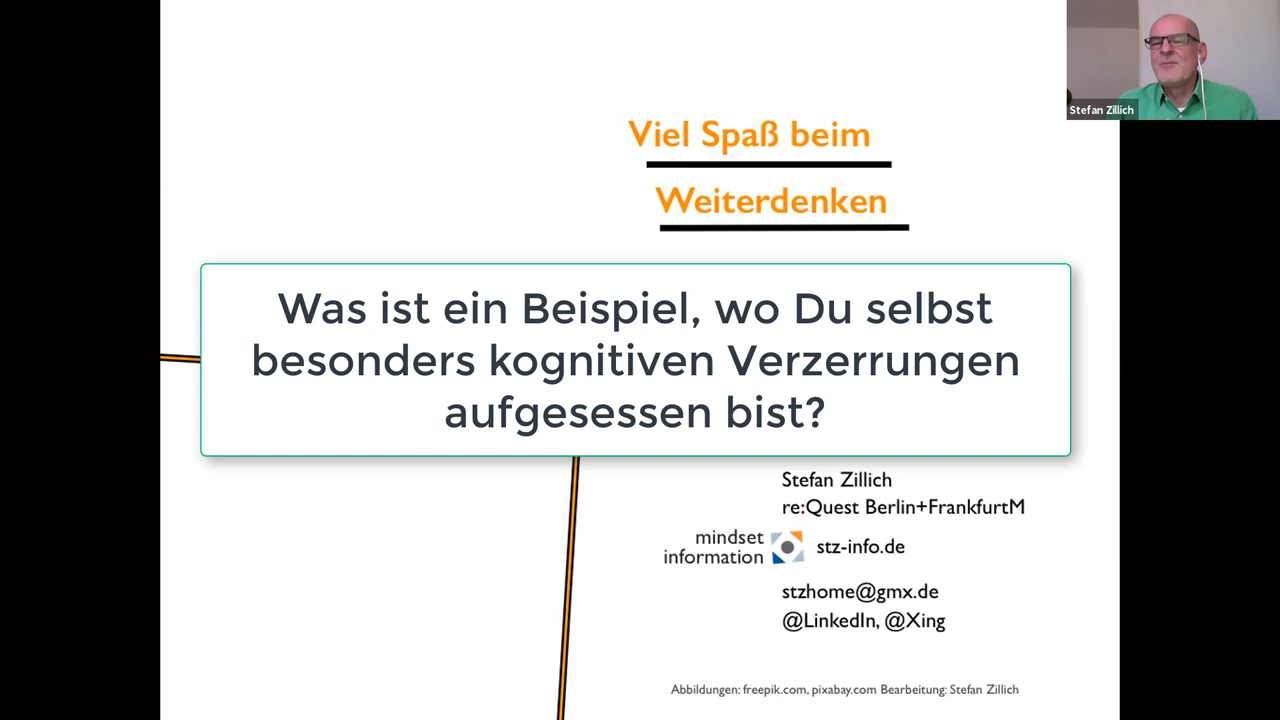 Stefan Zillich
Viel Spaß beim
Weiterdenken
Was ist ein Beispiel, wo Du selbst
besonders kognitiven Verzerrungen
aufgesessen bist?
Stefan Zillich
re:Quest Berlin+FrankfurtM
mindset
information
stz-info.de
stzhome@gmx.de
@LinkedIn, @Xing
Abbildungen: freepik.com, pixabay.com Bearbeitung: Stefan Zillich